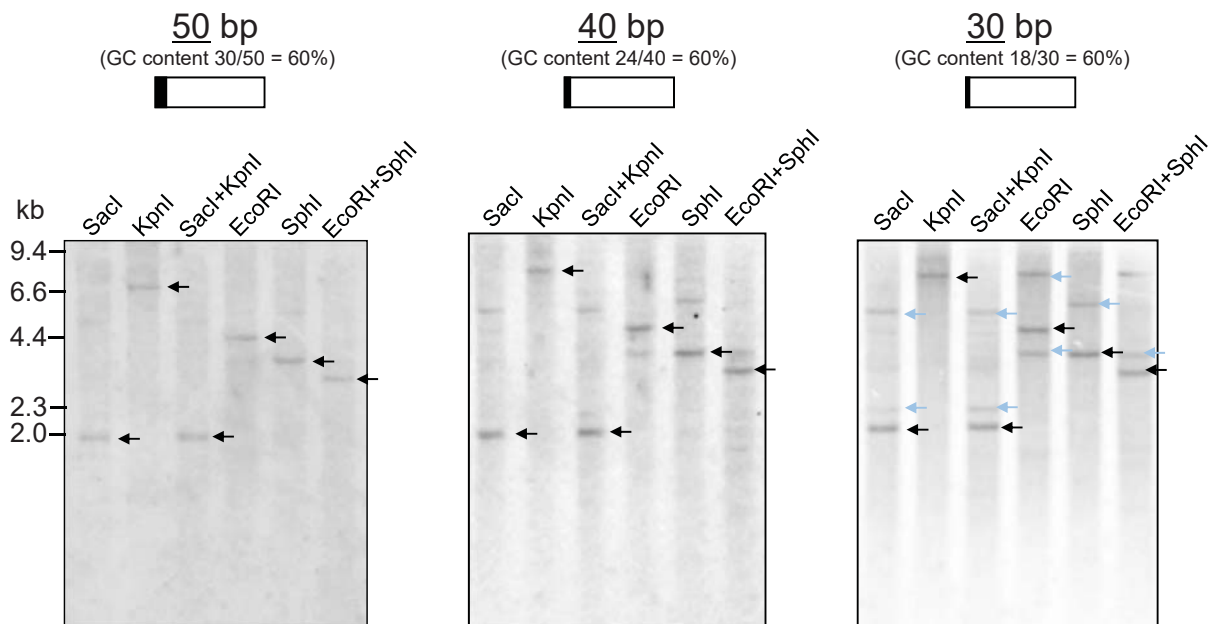 50 bp
(GC content 30/50 = 60%)
SacI
KpnI
SacI+KpnI
EcoRI
SphI
EcoRI+SphI
kb
9.4
6.6
4.4
2.3
2.0
40 bp
(GC content 24/40 = 60%)
SacI
KpnI
SacI+KpnI
EcoRI
SphI
EcoRI+SphI
30 bp
(GC content 18/30 = 60%)
SacI
KpnI
SacI+KpnI
EcoRI
SphI
EcoRI+SphI